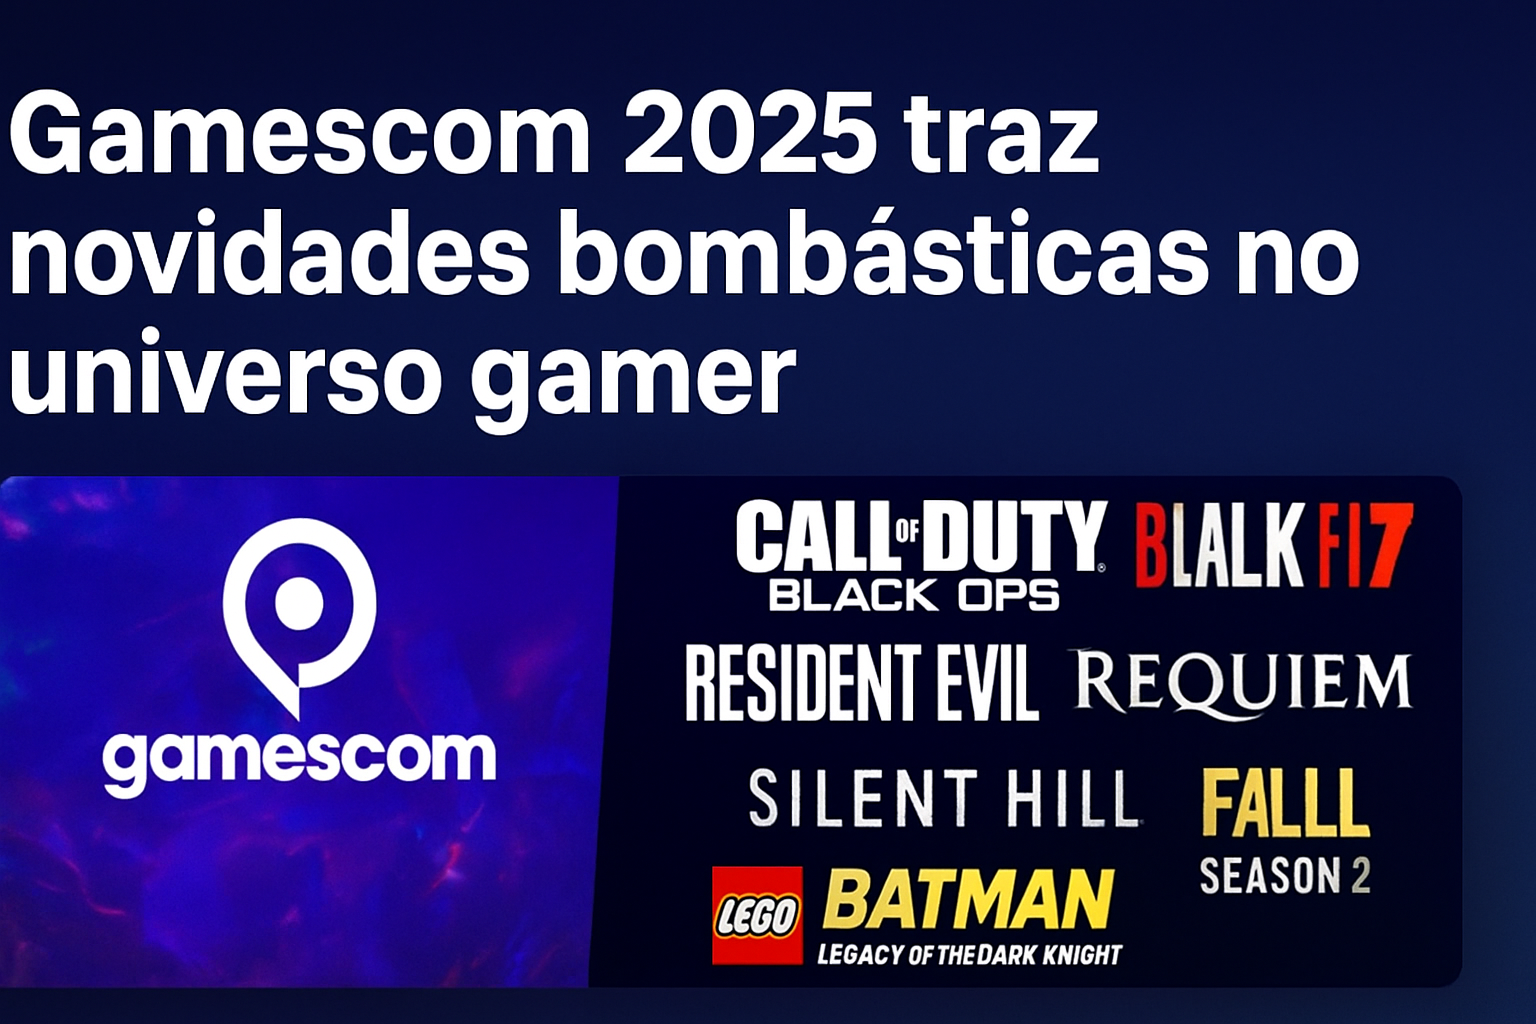 Gamescom 2025 traz
novidades bombásticas no
universo gamer
gamescom
CALL OF DUTY®
BLACK OPS
BLALK FI7
RESIDENT EVIL
REQUIEM
SILENT HILL
FALLL
SEASON 2
LEGO
BATMAN
LEGACY OF THE DARK KNIGHT